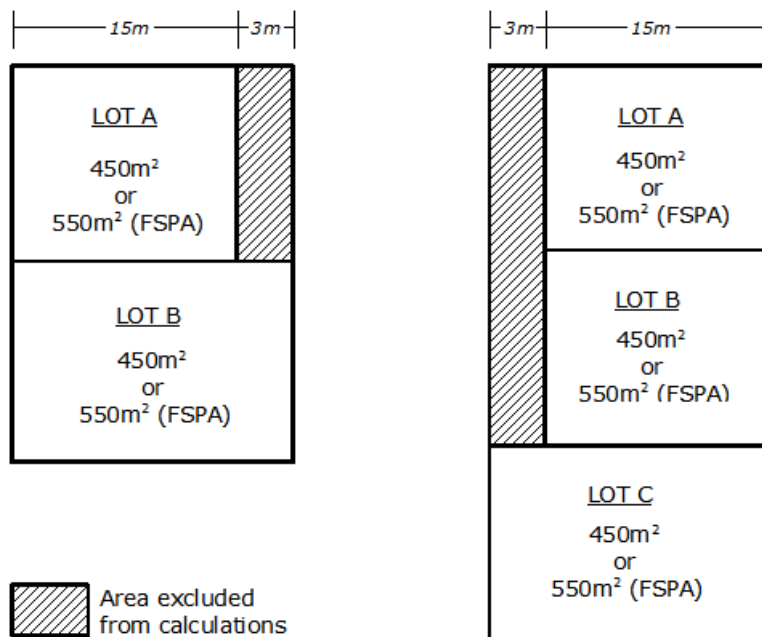 15m
3m
LOT A
450m²
or
550m² (FSPA)
LOT B
450m²
or
550m² (FSPA)
Area excluded
from calculations
3m
15m
LOT A
450m²
or
550m² (FSPA)
LOT B
450m²
or
550m² (FSPA)
LOT C
450m²
or
550m² (FSPA)